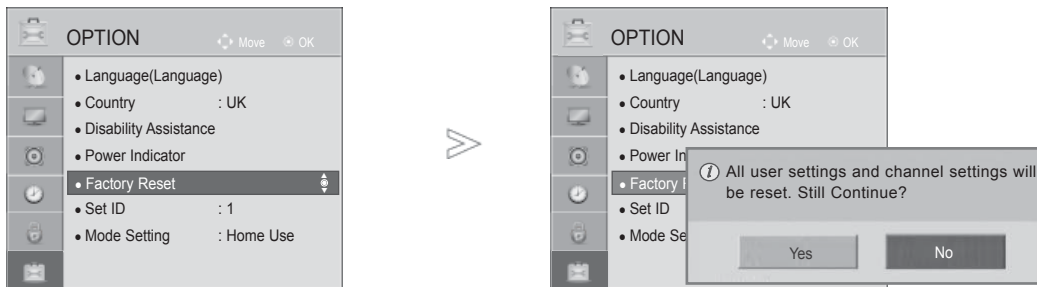 OPTION
Move OK
• Language(Language)
• Country : UK
• Disability Assistance
• Power Indicator
• Factory Reset
• Set ID : 1
• Mode Setting : Home Use
OPTION
Move OK
• Language(Language)
• Country : UK
• Disability Assistance
• Power In
• Factory R
• Set ID
• Mode Se
All user settings and channel settings will
be reset. Still Continue?
Yes No